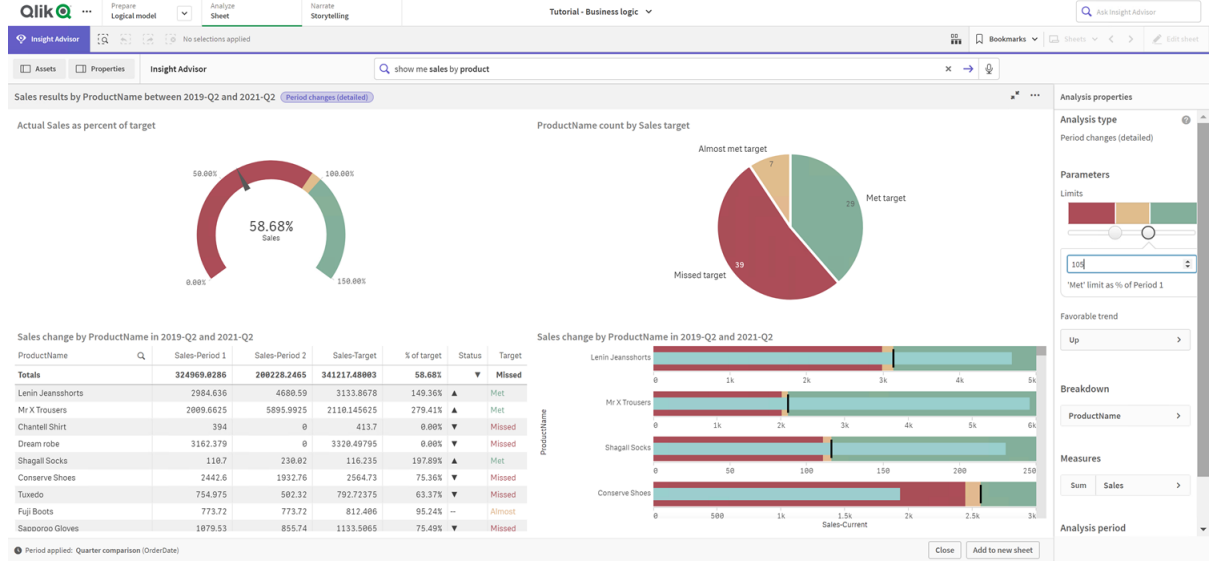 Qlik
Prepare
Logical model
Analyze
Sheet
Narrate
Storytelling
Tutorial - Business logic
Ask Insight Advisor
Insight Advisor
No selections applied
Bookmarks
Sheets
Edit sheet
Assets
Properties
Insight Advisor
show me sales by product
Sales results by ProductName between 2019-Q2 and 2021-Q2 Period changes (detailed)
Actual Sales as percent of target
50.00%
100.00%
58.68%
Sales
0.00%
150.00%
ProductName count by Sales target
Almost met target
7
29
Met target
39
Missed target
Sales change by ProductName in 2019-Q2 and 2021-Q2
ProductName Sales-Period 1 Sales-Period 2 Sales-Target % of target Status Target
Totals 324969.0286 200228.2465 341217.48003 58.68% ▼ Missed
Lenin Jeansshorts 2984.636 4680.59 3133.8678 149.36% ▲ Met
Mr X Trousers 2009.6625 5895.9925 2110.145625 279.41% ▲ Met
Chantell Shirt 394 0 413.7 0.00% ▼ Missed
Dream robe 3162.379 0 3320.49795 0.00% ▼ Missed
Shagall Socks 110.7 230.02 116.235 197.89% ▲ Met
Conserve Shoes 2442.6 1932.76 2564.73 75.36% ▼ Missed
Tuxedo 754.975 502.32 792.72375 63.37% ▼ Missed
Fuji Boots 773.72 773.72 812.406 95.24% -- Almost
Sapporoo Gloves 1079.53 855.74 1133.5065 75.49% ▼ Missed
Sales change by ProductName in 2019-Q2 and 2021-Q2
ProductName
Lenin Jeansshorts
0 1k 2k 3k 4k 5k
Mr X Trousers
0 1k 2k 3k 4k 5k 6k
Shagall Socks
0 50 100 150 200 250
Conserve Shoes
0 500 1k 1.5k 2k 2.5k 3k
Sales-Current
Analysis properties
Analysis type
Period changes (detailed)
Parameters
Limits
105
'Met' limit as % of Period 1
Favorable trend
Up
Breakdown
ProductName
Measures
Sum Sales
Analysis period
Period applied: Quarter comparison (OrderDate)
Close
Add to new sheet